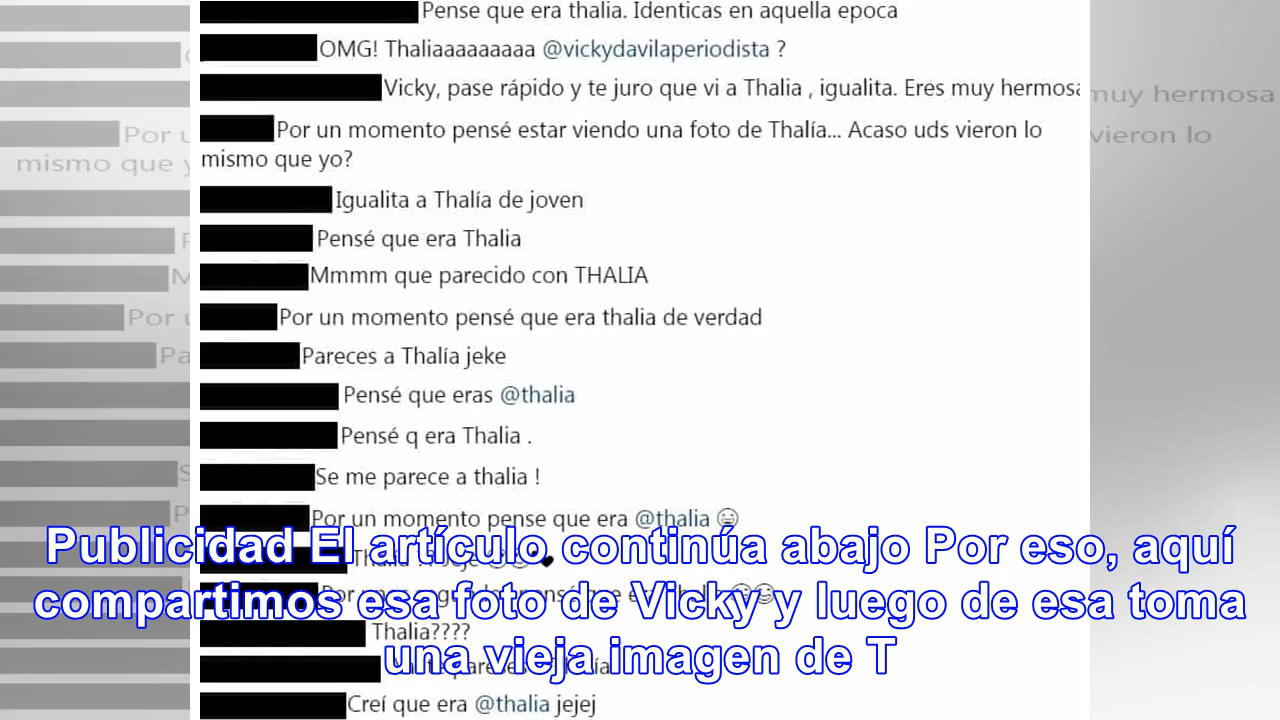 Pense que era thalia. Identicas en aquella epoca
OMG! Thaliaaaaaaaaa @vickydavilaperiodista ?
Vicky, pase rápido y te juro que vi a Thalia , igualita. Eres muy hermosa
Por un momento pensé estar viendo una foto de Thalía... Acaso uds vieron lo
mismo que yo?
Igualita a Thalía de joven
Pensé que era Thalia
Mmmm que parecido con THALIA
Por un momento pensé que era thalia de verdad
Pareces a Thalía jeke
Pensé que eras @thalia
Pensé q era Thalia .
Se me parece a thalia !
Por un momento pense que era @thalia 😄
Publicidad El artículo continúa abajo Por eso, aquí
compartimos esa foto de Vicky y luego de esa toma
una vieja imagen de T
Thalia????
Creí que era @thalia jejej